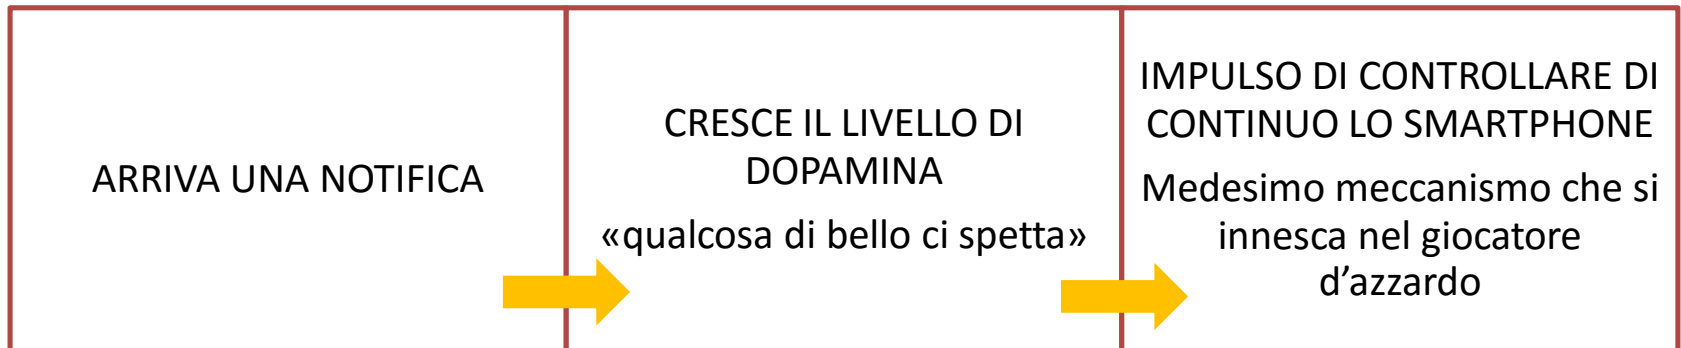 ARRIVA UNA NOTIFICA
CRESCE IL LIVELLO DI
DOPAMINA
«qualcosa di bello ci spetta»
IMPULSO DI CONTROLLARE DI
CONTINUO LO SMARTPHONE
Medesimo meccanismo che si
innesca nel giocatore
d’azzardo